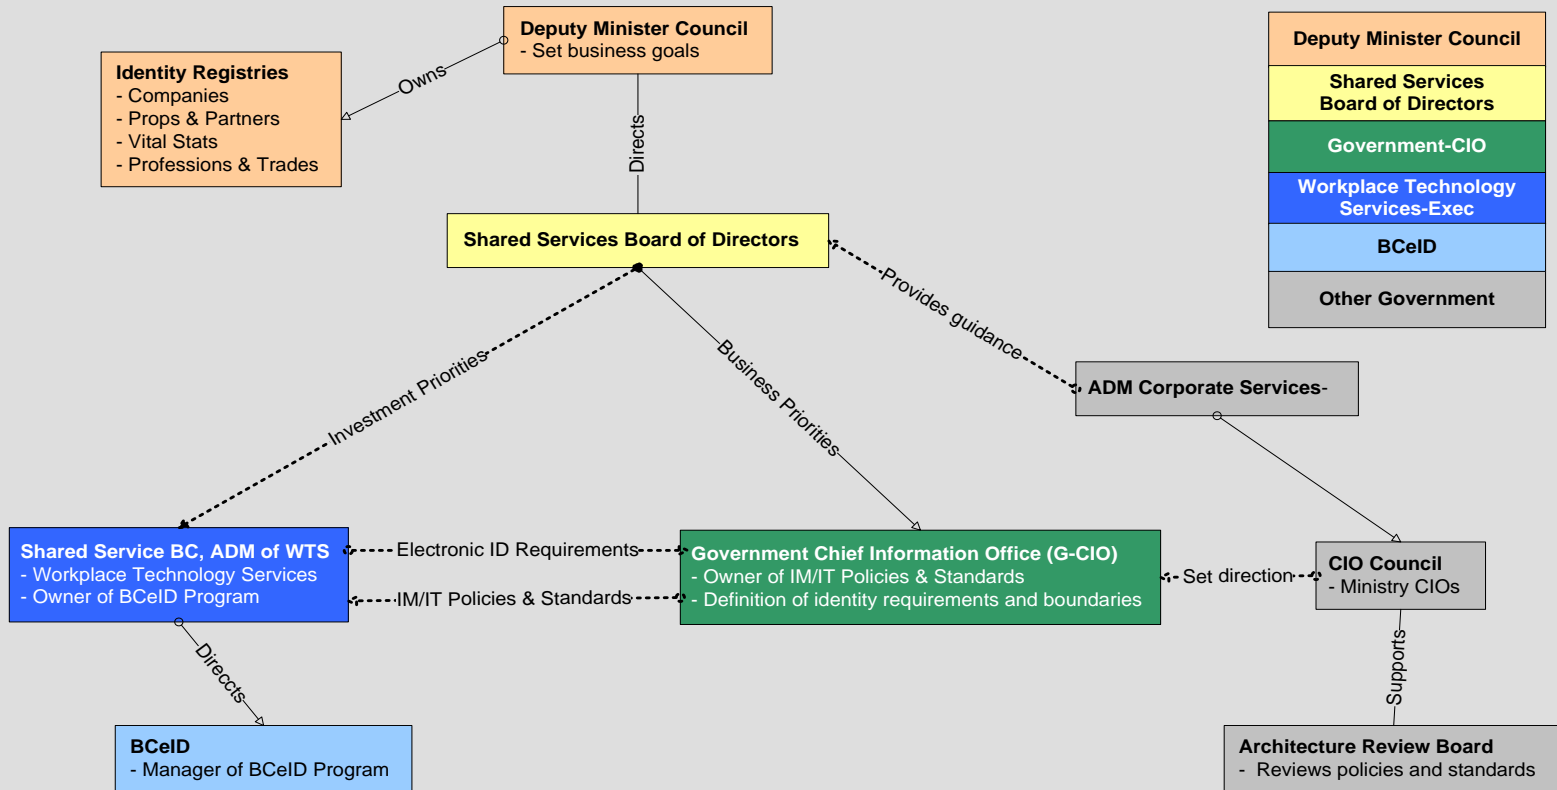 Deputy Minister Council
- Set business goals
Identity Registries
- Companies
- Props & Partners
- Vital Stats
- Professions & Trades
Owns
Directs
Deputy Minister Council
Shared Services
Board of Directors
Government-CIO
Workplace Technology
Services-Exec
BCeID
Other Government
Shared Services Board of Directors
Provides guidance
Investment Priorities
Business Priorities
ADM Corporate Services-
Shared Service BC, ADM of WTS
- Workplace Technology Services
- Owner of BCeID Program
Electronic ID Requirements
IM/IT Policies & Standards
Government Chief Information Office (G-CIO)
- Owner of IM/IT Policies & Standards
- Definition of identity requirements and boundaries
Set direction
CIO Council
- Ministry CIOs
Direccts
Supports
BCeID
- Manager of BCeID Program
Architecture Review Board
- Reviews policies and standards